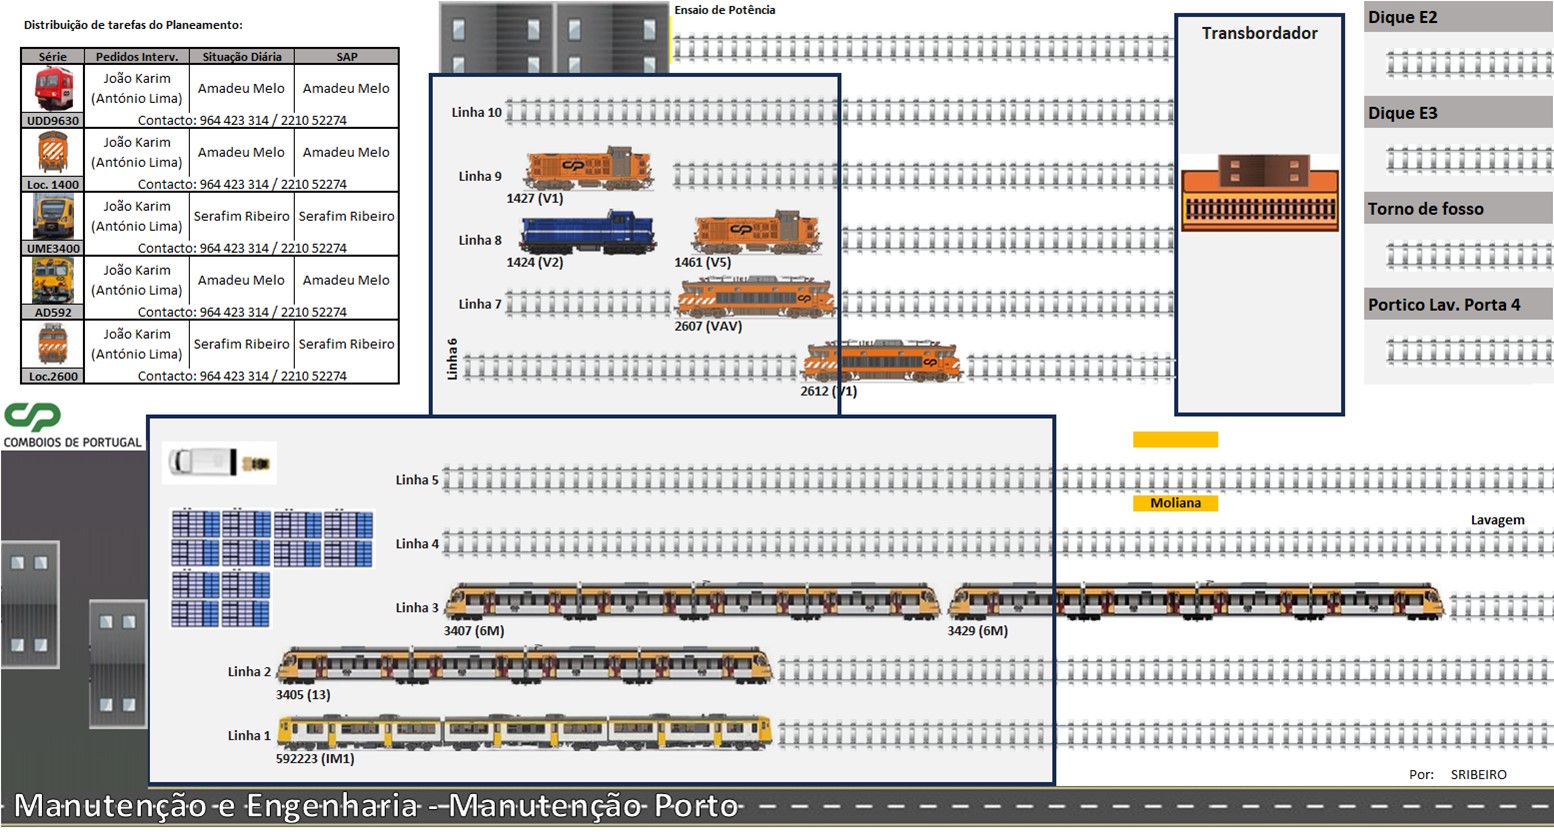 Distribuição de tarefas do Planeamento:
Série Pedidos Interv. Situação Diária SAP
João Karim
(António Lima)
Amadeu Melo Amadeu Melo
UDD9630 Contacto: 964 423 314 / 2210 52274
João Karim
(António Lima)
Amadeu Melo Amadeu Melo
Loc. 1400 Contacto: 964 423 314 / 2210 52274
João Karim
(António Lima)
Serafim Ribeiro Serafim Ribeiro
UME3400 Contacto: 964 423 314 / 2210 52274
João Karim
(António Lima)
Amadeu Melo Amadeu Melo
AD592 Contacto: 964 423 314 / 2210 52274
João Karim
(António Lima)
Serafim Ribeiro Serafim Ribeiro
Loc.2600 Contacto: 964 423 314 / 2210 52274
CP
COMBOIOS DE PORTUGAL
Ensaio de Potência
Linha 10
Linha 9
1427 (V1)
Linha 8
1424 (V2) 1461 (V5)
Linha 7
2607 (VAV)
Linha 6
2612 (V1)
Transbordador
Dique E2
Dique E3
Torno de fosso
Portico Lav. Porta 4
Linha 5
Moliana
Lavagem
Linha 4
Linha 3
3407 (6M) 3429 (6M)
Linha 2
3405 (13)
Linha 1
592223 (IM1)
Por: SRIBEIRO
Manutenção e Engenharia - Manutenção Porto